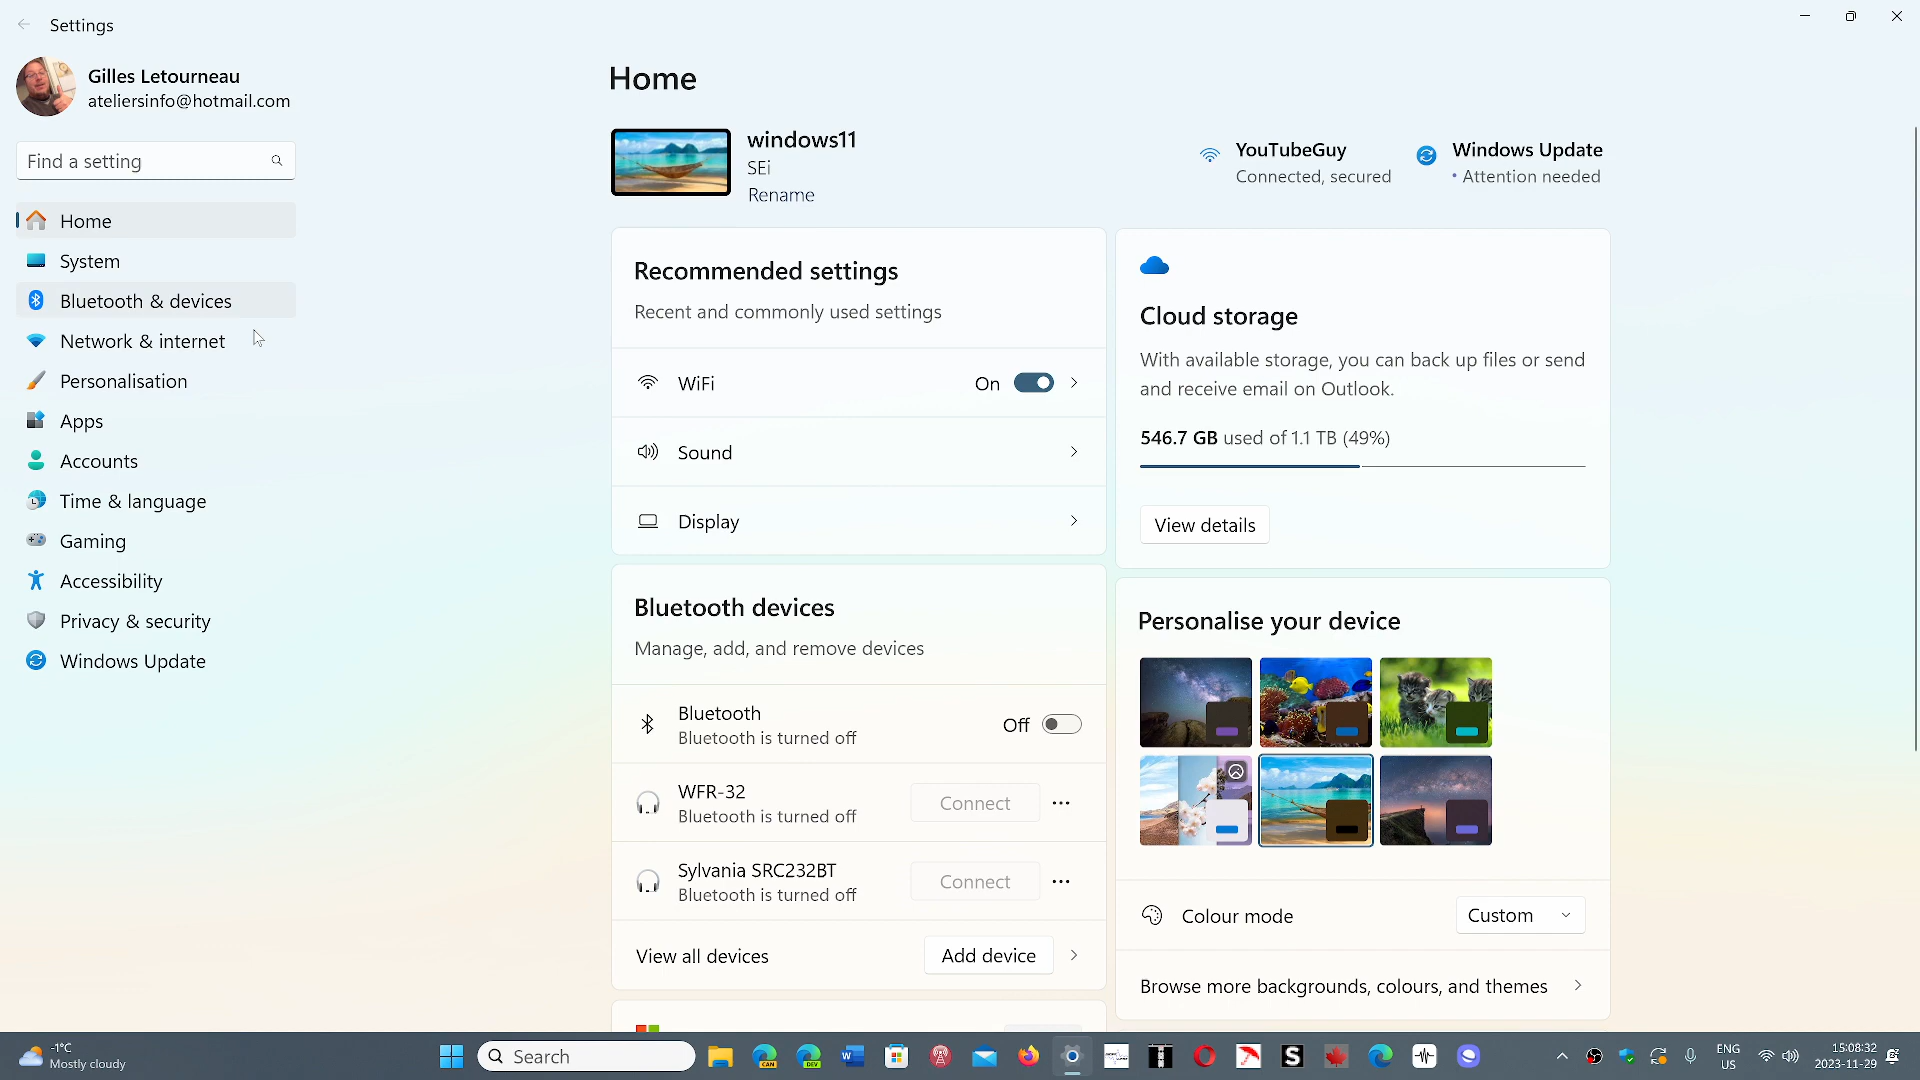 Settings
Gilles Letourneau
ateliersinfo@hotmail.com
Find a setting
Home
System
Bluetooth & devices
Network & internet
Personalisation
Apps
Accounts
Time & language
Gaming
Accessibility
Privacy & security
Windows Update
Home
windows11
SEi
Rename
YouTubeGuy
Connected, secured
Windows Update
• Attention needed
Recommended settings
Recent and commonly used settings
WiFi
On
Sound
Display
Bluetooth devices
Manage, add, and remove devices
Bluetooth
Bluetooth is turned off
Off
WFR-32
Bluetooth is turned off
Connect
Sylvania SRC232BT
Bluetooth is turned off
Connect
View all devices
Add device
Cloud storage
With available storage, you can back up files or send
and receive email on Outlook.
546.7 GB used of 1.1 TB (49%)
View details
Personalise your device
Colour mode
Custom
Browse more backgrounds, colours, and themes
-1°C
Mostly cloudy
Search
CAN
DEV
W
S
ENG
US
15:08:32
2023-11-29